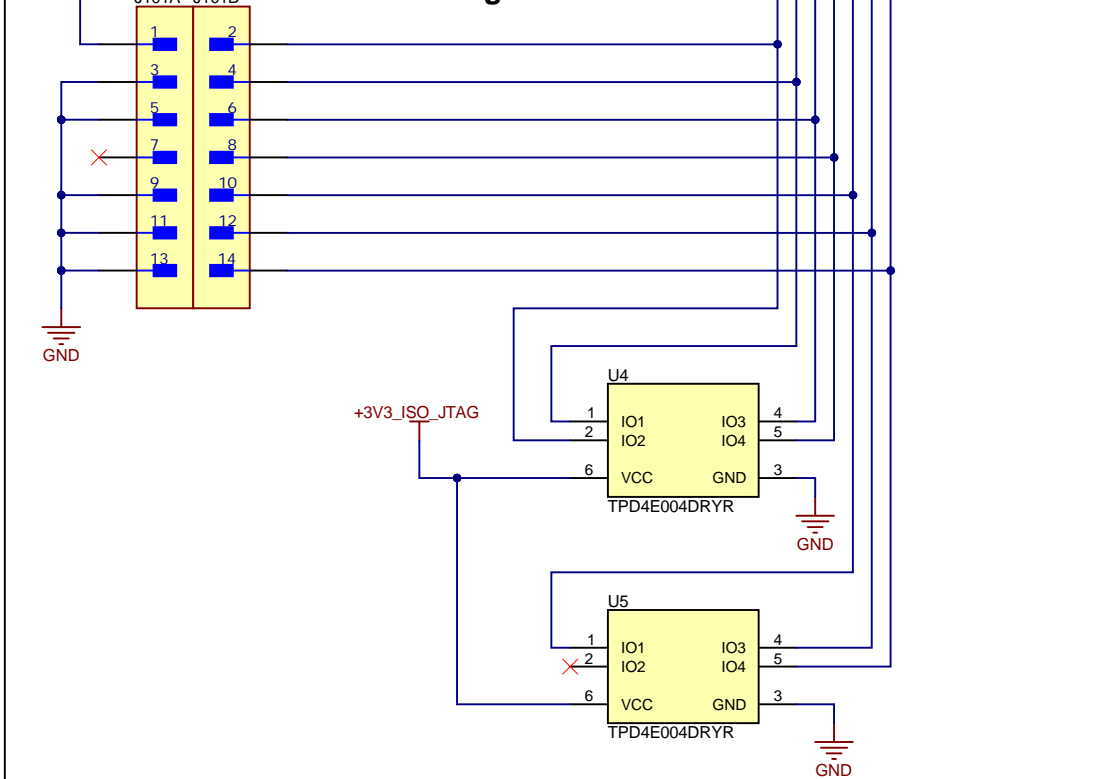 1 2
3 4
5 6
7 8
9 10
11 12
13 14
GND
U4
+3V3_ISO_JTAG
1 IO1 IO3 4
2 IO2 IO4 5
6 VCC GND 3
TPD4E004DRYR
GND
U5
1 IO1 IO3 4
2 IO2 IO4 5
6 VCC GND 3
TPD4E004DRYR
GND